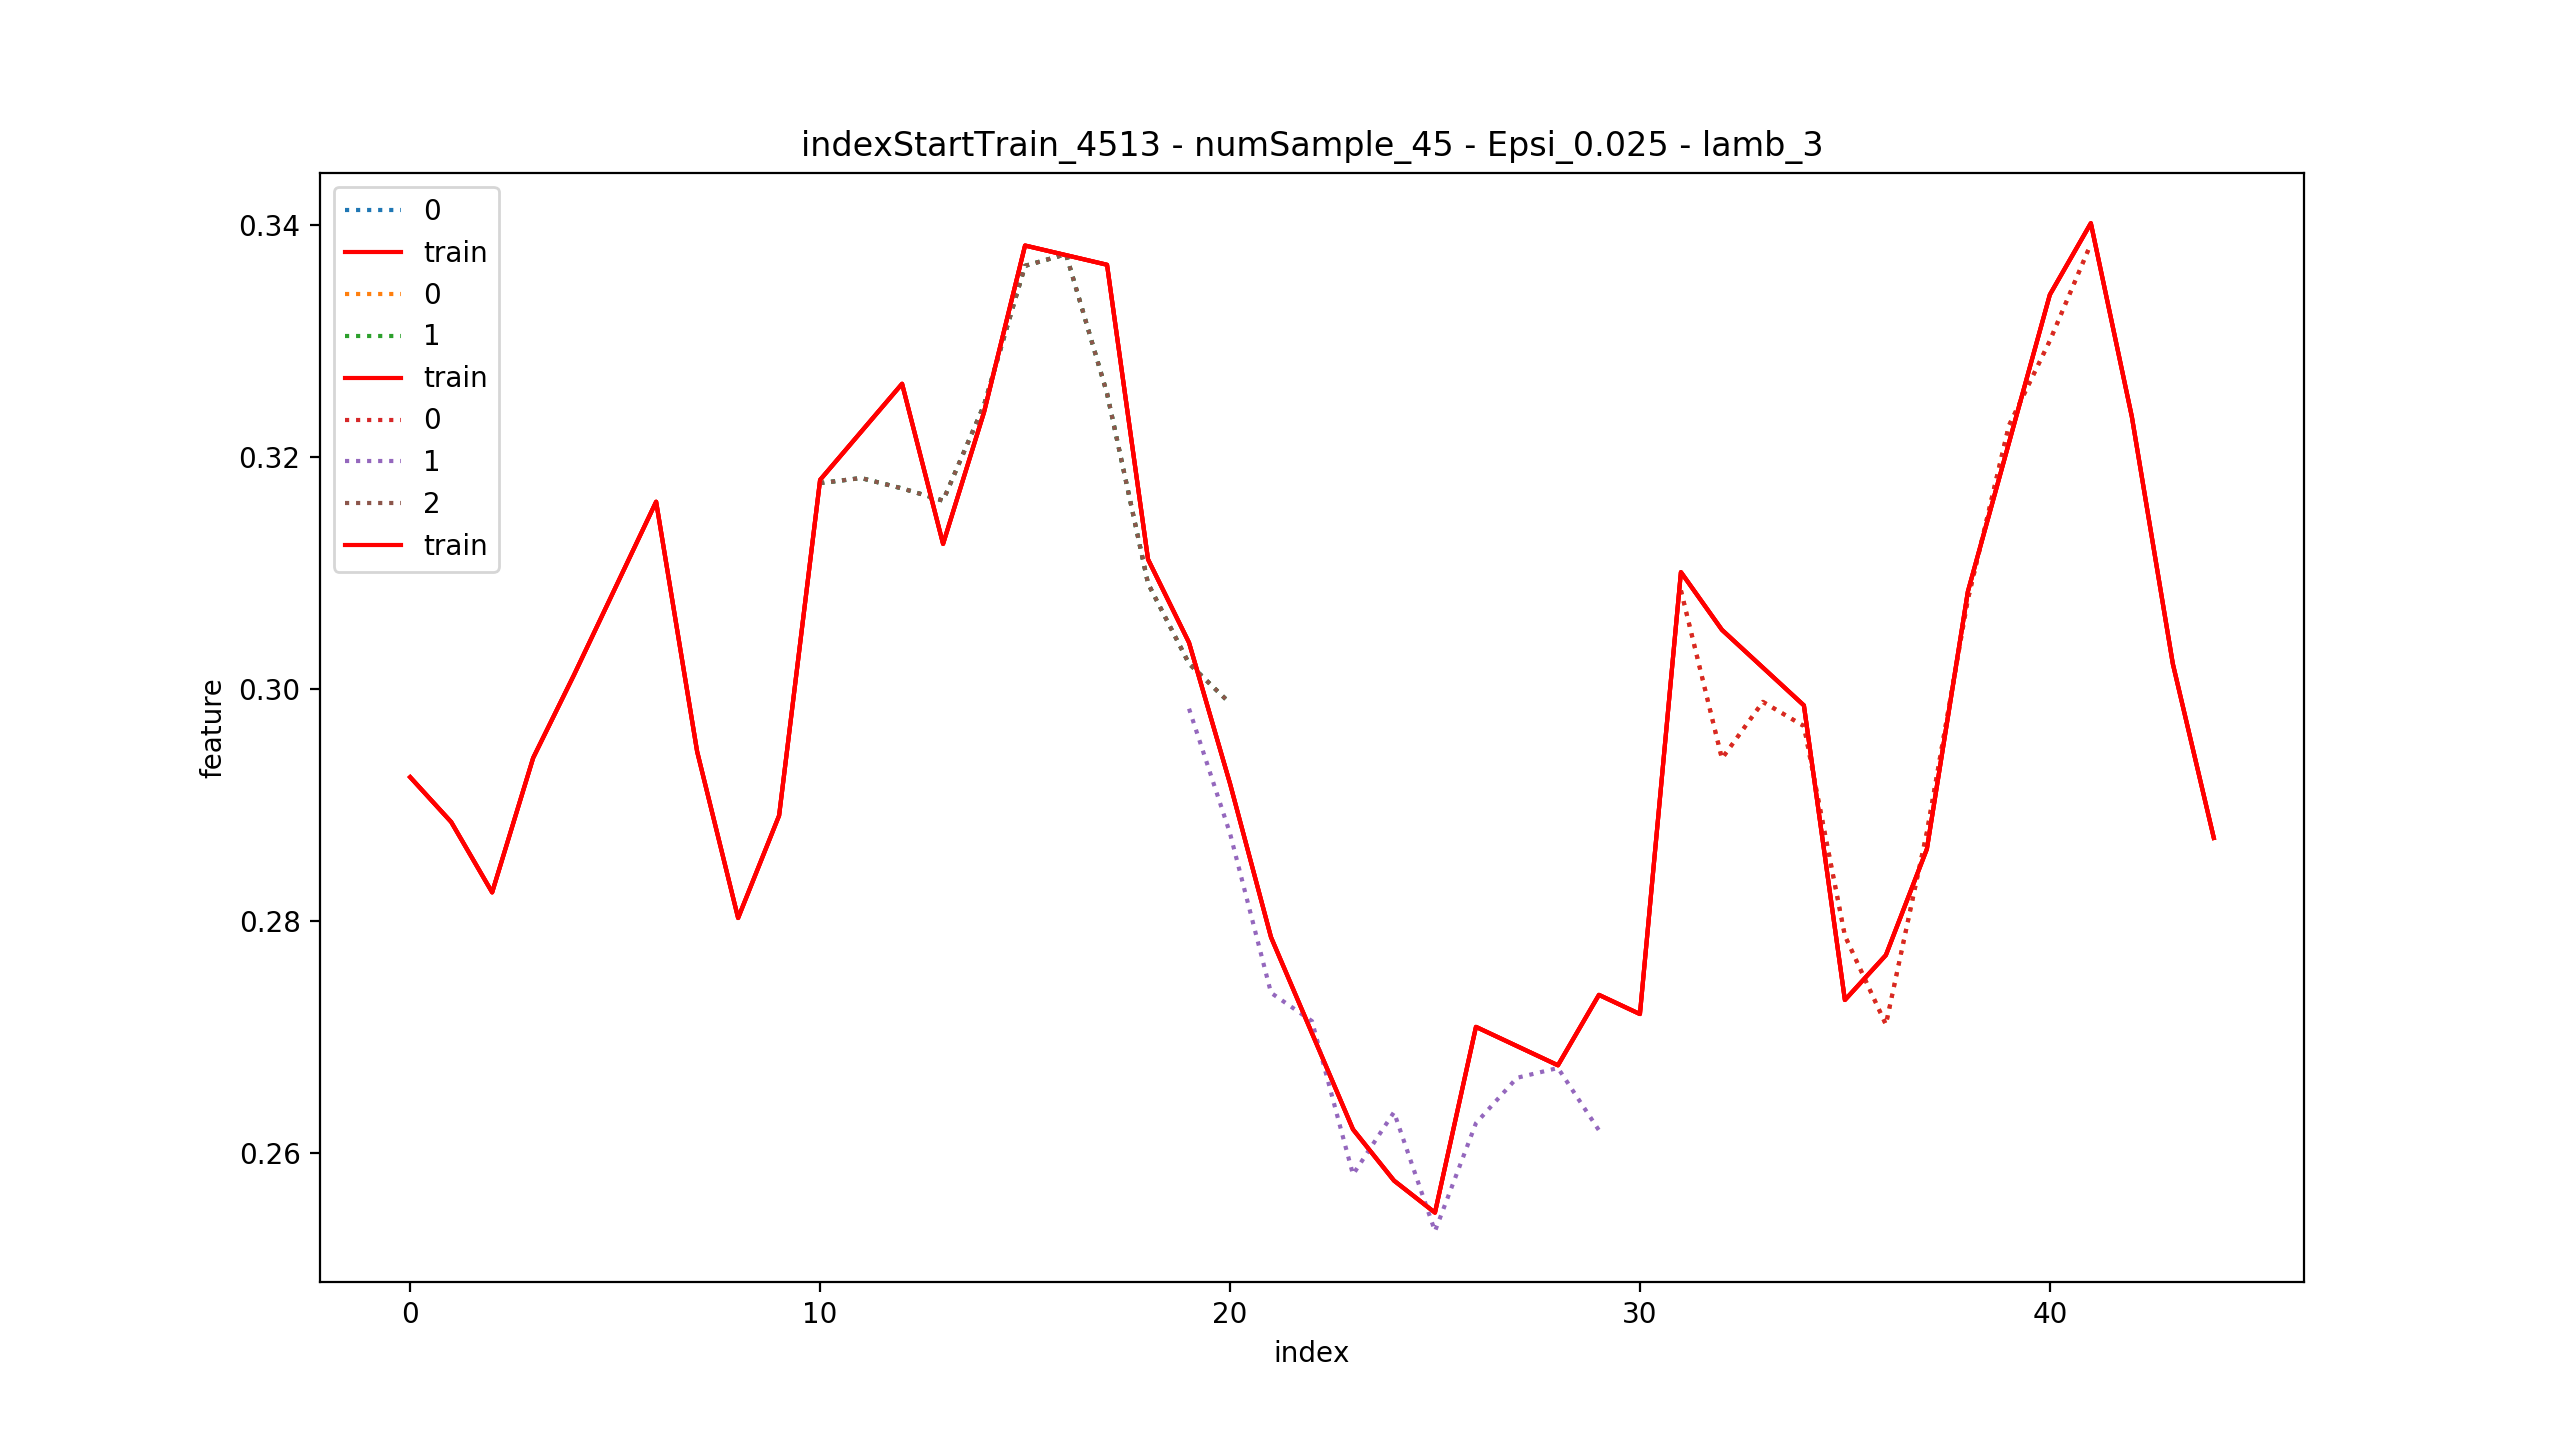 indexStartTrain_4513 - numSample_45 - Epsi_0.025 - lamb_3
0
train
0
1
train
0
1
2
train
0.34
0.32
0.30
0.28
0.26
feature
0 10 20 30 40
index